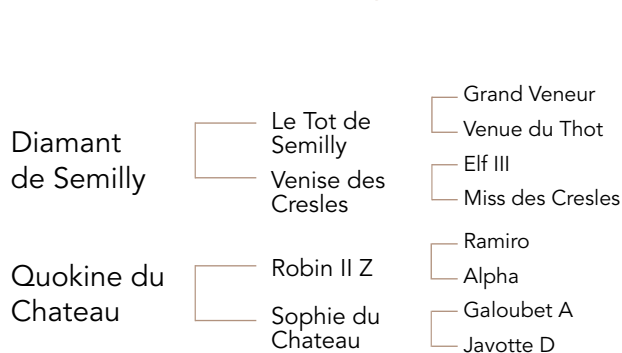 Diamant
de Semilly
Le Tot de
Semilly
Venise des
Cresles
Grand Veneur
Venue du Thot
Elf III
Miss des Cresles
Quokine du
Chateau
Robin II Z
Sophie du
Chateau
Ramiro
Alpha
Galoubet A
Javotte D